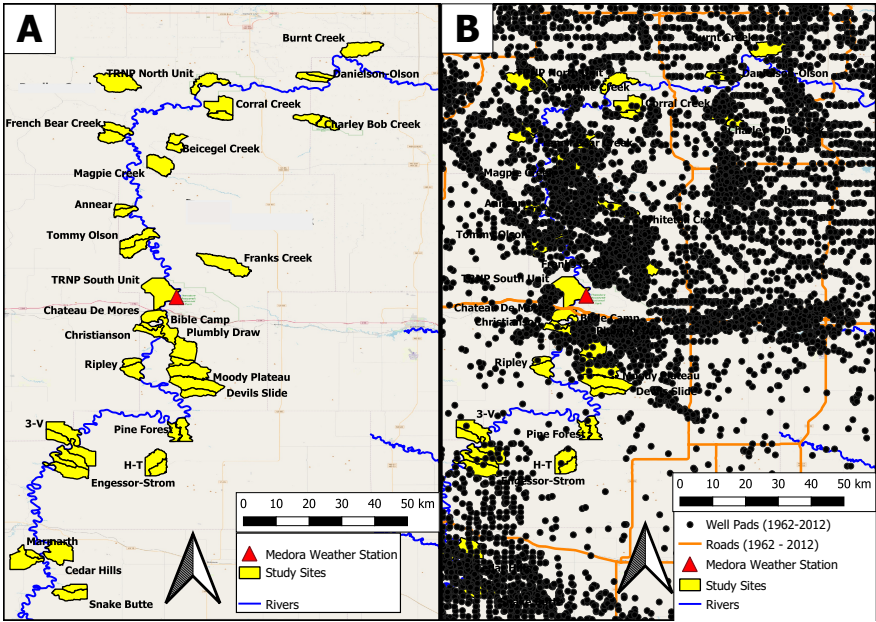 A
Burnt Creek
TRNP North Unit
Danielson-Olson
Corral Creek
French Bear Creek
Charley Bob Creek
Beicegel Creek
Magpie Creek
Annear
Tommy Olson
Franks Creek
TRNP South Unit
Chateau De Mores
Bible Camp
Christianson
Plumbly Draw
Ripley
Moody Plateau
Devils Slide
3-V
Pine Forest
H-T
Engessor-Strom
Marmarth
Cedar Hills
Snake Butte
0 10 20 30 40 50 km
Medora Weather Station
Study Sites
Rivers
B
Burnt Creek
TRNP North Unit
Danielson-Olson
Creek
Corral Creek
Magpie
Annear
Whitetail Creek
Tommy Olson
TRNP South Unit
Chateau De Mores
Bible Camp
Christianson
Ripley
Moody Plateau
Devils Slide
3-V
Pine Forest
H-T
Engessor-Strom
0 10 20 30 40 50 km
Well Pads (1962-2012)
Roads (1962 - 2012)
Medora Weather Station
Study Sites
Rivers